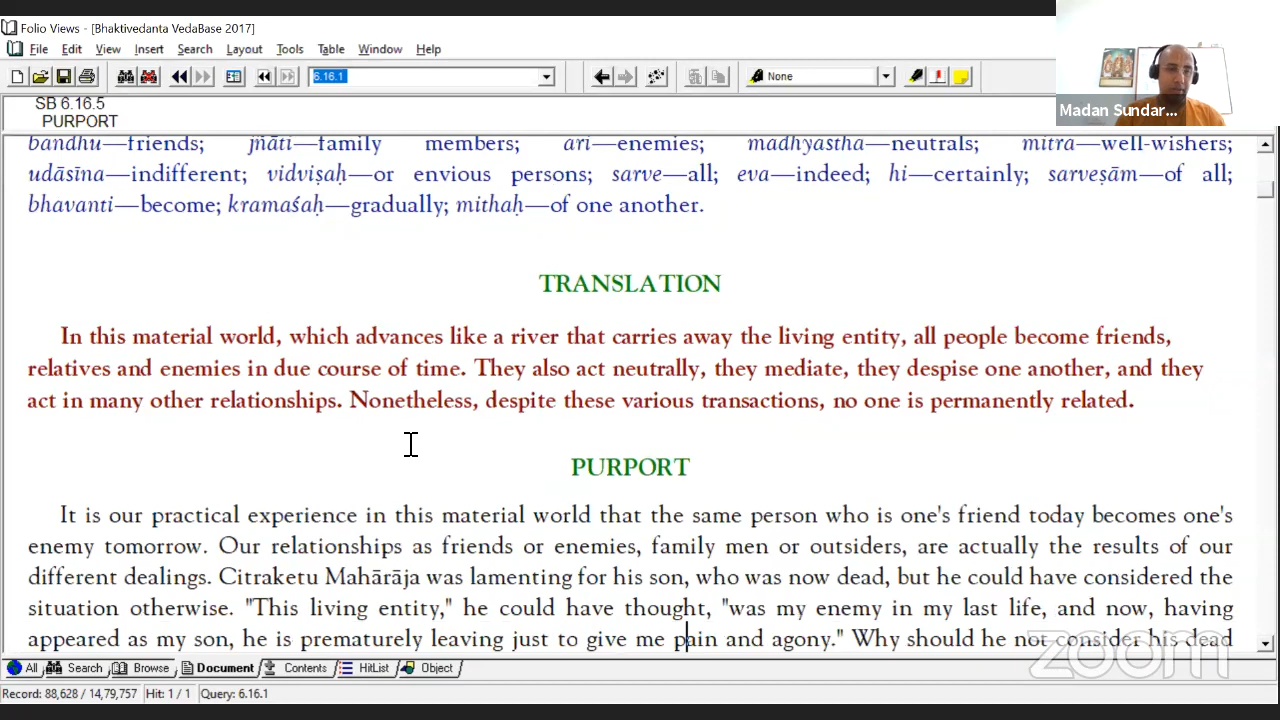 Folio Views - [Bhaktivedanta VedaBase 2017]
File Edit View Insert Search Layout Tools Table Window Help
6.16.1 None
Madan Sundar...
SB 6.16.5
PURPORT
bandhu—friends; jñāti—family members; ari—enemies; madhyastha—neutrals; mitra—well-wishers;
udāsīna—indifferent; vidviṣaḥ—or envious persons; sarve—all; eva—indeed; hi—certainly; sarveṣām—of all;
bhavanti—become; kramaśaḥ—gradually; mithaḥ—of one another.
TRANSLATION
In this material world, which advances like a river that carries away the living entity, all people become friends,
relatives and enemies in due course of time. They also act neutrally, they mediate, they despise one another, and they
act in many other relationships. Nonetheless, despite these various transactions, no one is permanently related.
PURPORT
It is our practical experience in this material world that the same person who is one's friend today becomes one's
enemy tomorrow. Our relationships as friends or enemies, family men or outsiders, are actually the results of our
different dealings. Citraketu Mahārāja was lamenting for his son, who was now dead, but he could have considered the
situation otherwise. "This living entity," he could have thought, "was my enemy in my last life, and now, having
appeared as my son, he is prematurely leaving just to give me pain and agony." Why should he not consider his dead
zoom
All Search Browse Document Contents HitList Object
Record: 88,628 / 14,79,757 Hit: 1 / 1 Query: 6.16.1